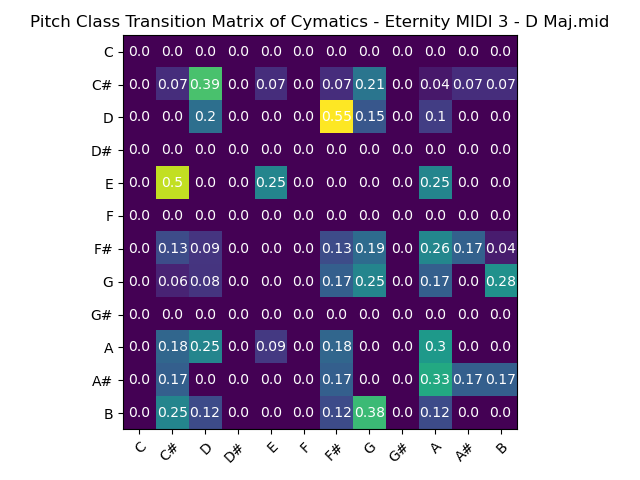 Pitch Class Transition Matrix of Cymatics - Eternity MIDI 3 - D Maj.mid
C 0.0 0.0 0.0 0.0 0.0 0.0 0.0 0.0 0.0 0.0 0.0 0.0
C# 0.0 0.07 0.39 0.0 0.07 0.0 0.07 0.21 0.0 0.04 0.07 0.07
D 0.0 0.0 0.2 0.0 0.0 0.0 0.55 0.15 0.0 0.1 0.0 0.0
D# 0.0 0.0 0.0 0.0 0.0 0.0 0.0 0.0 0.0 0.0 0.0 0.0
E 0.0 0.5 0.0 0.0 0.25 0.0 0.0 0.0 0.0 0.25 0.0 0.0
F 0.0 0.0 0.0 0.0 0.0 0.0 0.0 0.0 0.0 0.0 0.0 0.0
F# 0.0 0.13 0.09 0.0 0.0 0.0 0.13 0.19 0.0 0.26 0.17 0.04
G 0.0 0.06 0.08 0.0 0.0 0.0 0.17 0.25 0.0 0.17 0.0 0.28
G# 0.0 0.0 0.0 0.0 0.0 0.0 0.0 0.0 0.0 0.0 0.0 0.0
A 0.0 0.18 0.25 0.0 0.09 0.0 0.18 0.0 0.0 0.3 0.0 0.0
A# 0.0 0.17 0.0 0.0 0.0 0.0 0.17 0.0 0.0 0.33 0.17 0.17
B 0.0 0.25 0.12 0.0 0.0 0.0 0.12 0.38 0.0 0.12 0.0 0.0
C C# D D# E F F# G G# A A# B